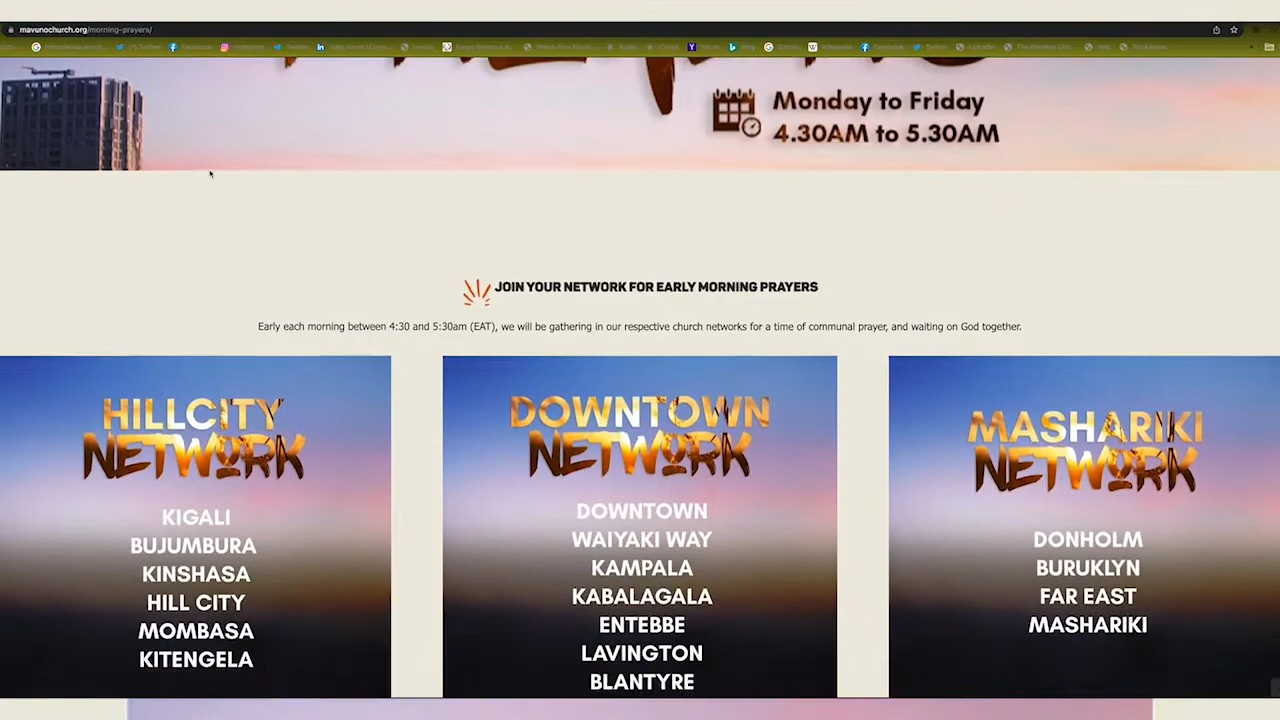 mavunochurch.org/morning-prayers/
Monday to Friday
4.30AM to 5.30AM
JOIN YOUR NETWORK FOR EARLY MORNING PRAYERS
Early each morning between 4:30 and 5:30am (EAT), we will be gathering in our respective church networks for a time of communal prayer, and waiting on God together.
HILLCITY
NETWORK
KIGALI
BUJUMBURA
KINSHASA
HILL CITY
MOMBASA
KITENGELA
DOWNTOWN
NETWORK
DOWNTOWN
WAIYAKI WAY
KAMPALA
KABALAGALA
ENTEBBE
LAVINGTON
BLANTYRE
MASHARIKI
NETWORK
DONHOLM
BURUKLYN
FAR EAST
MASHARIKI